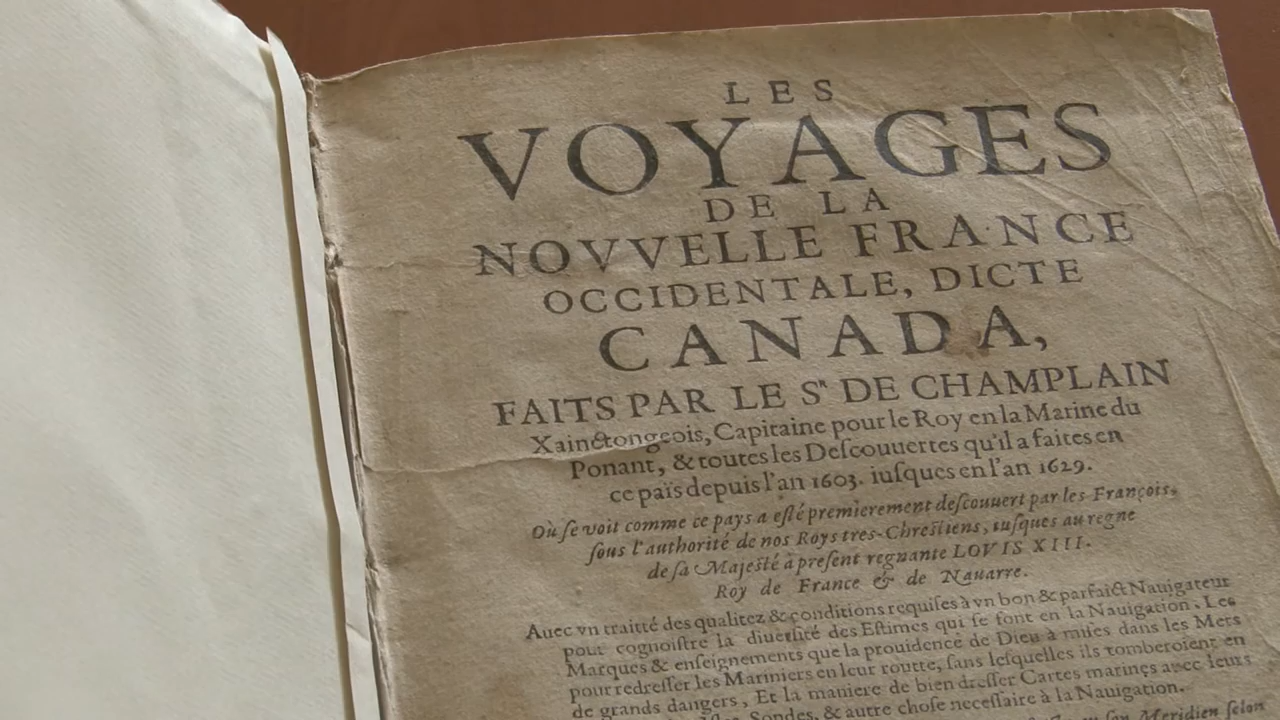 LES
VOYAGES
DE LA
NOVVELLE FRANCE
OCCIDENTALE, DICTE
CANADA,
FAITS PAR LE Sʳ DE CHAMPLAIN
Xainctongeois, Capitaine pour le Roy en la Marine du
Ponant, & toutes les Deſcouuertes qu'il a faites en
ce païs depuis l'an 1603. iuſques en l'an 1629.
Où ſe voit comme ce pays a eſté premierement deſcouuert par les François,
ſous l'authorité de nos Roys tres-Chreſtiens, iuſques au regne
de ſa Majeſté à preſent regnante LOVIS XIII.
Roy de France & de Nauarre.
Auec vn traitté des qualitez & conditions requiſes à vn bon & parfaict Nauigateur
pour cognoiſtre la diuerſité des Eſtimes qui ſe font en la Nauigation. Les
Marques & enſeignements que la prouidence de Dieu à miſes dans les Mers
pour redreſſer les Mariniers en leur routte, ſans leſquelles ils tomberoient en
de grands dangers, Et la maniere de bien dreſſer Cartes marines auec leurs
Sondes, & autre choſe neceſſaire à la Nauigation.
ſon Meridien ſelon